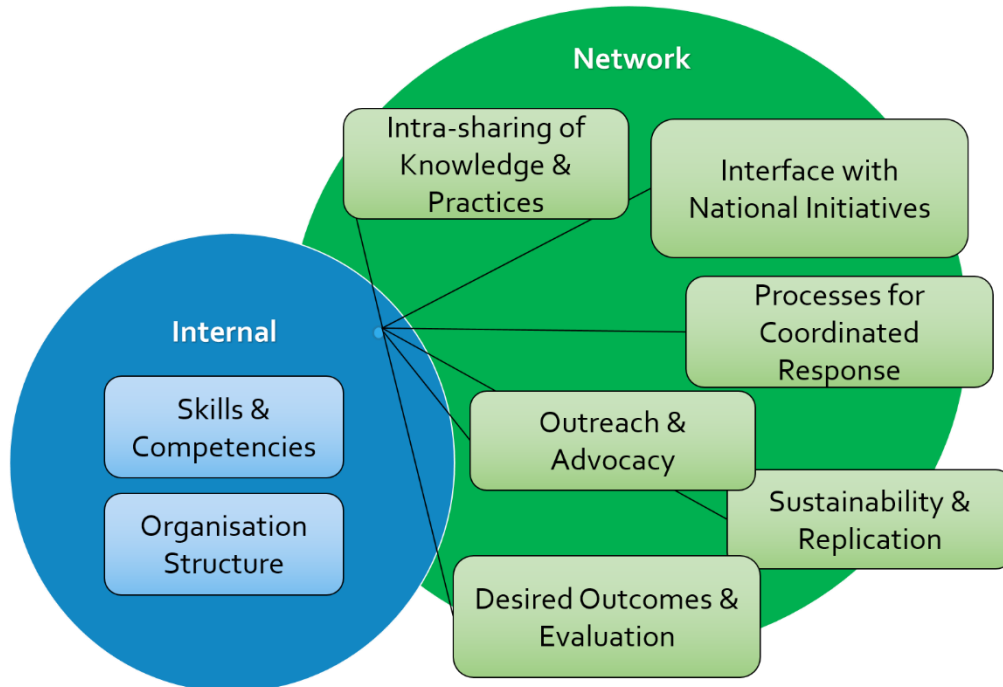 Network
Intra-sharing of
Knowledge &
Practices
Interface with
National Initiatives
Processes for
Coordinated
Response
Outreach &
Advocacy
Sustainability &
Replication
Desired Outcomes &
Evaluation
Internal
Skills &
Competencies
Organisation
Structure